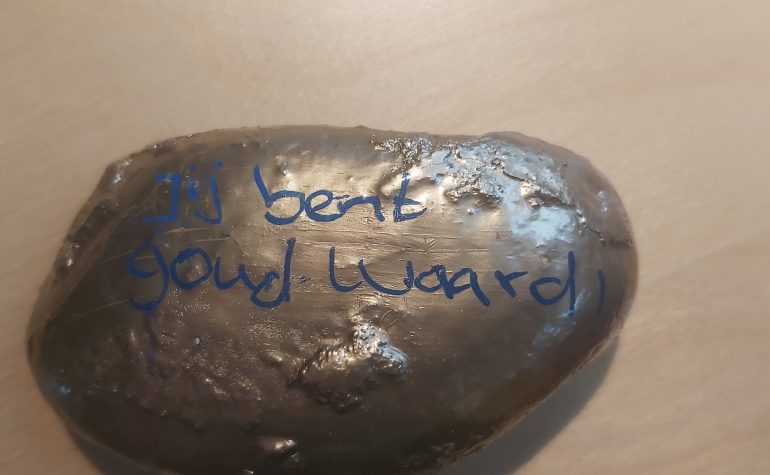 Jij bent
goud waard,